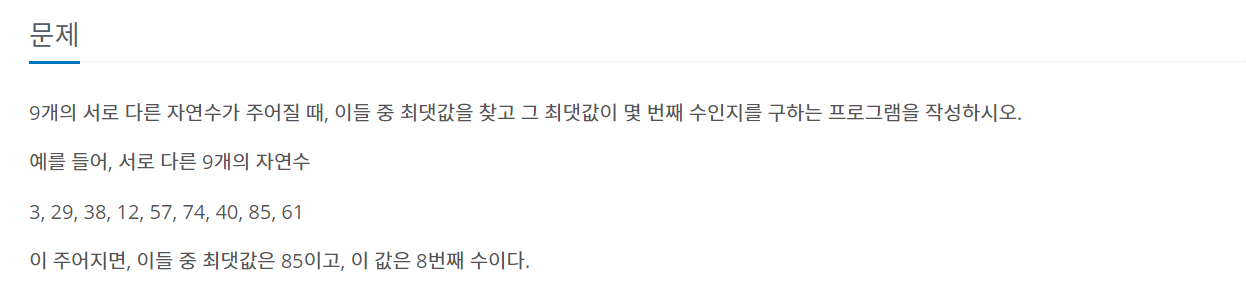 문제
9개의 서로 다른 자연수가 주어질 때, 이들 중 최댓값을 찾고 그 최댓값이 몇 번째 수인지를 구하는 프로그램을 작성하시오.
예를 들어, 서로 다른 9개의 자연수
3, 29, 38, 12, 57, 74, 40, 85, 61
이 주어지면, 이들 중 최댓값은 85이고, 이 값은 8번째 수이다.